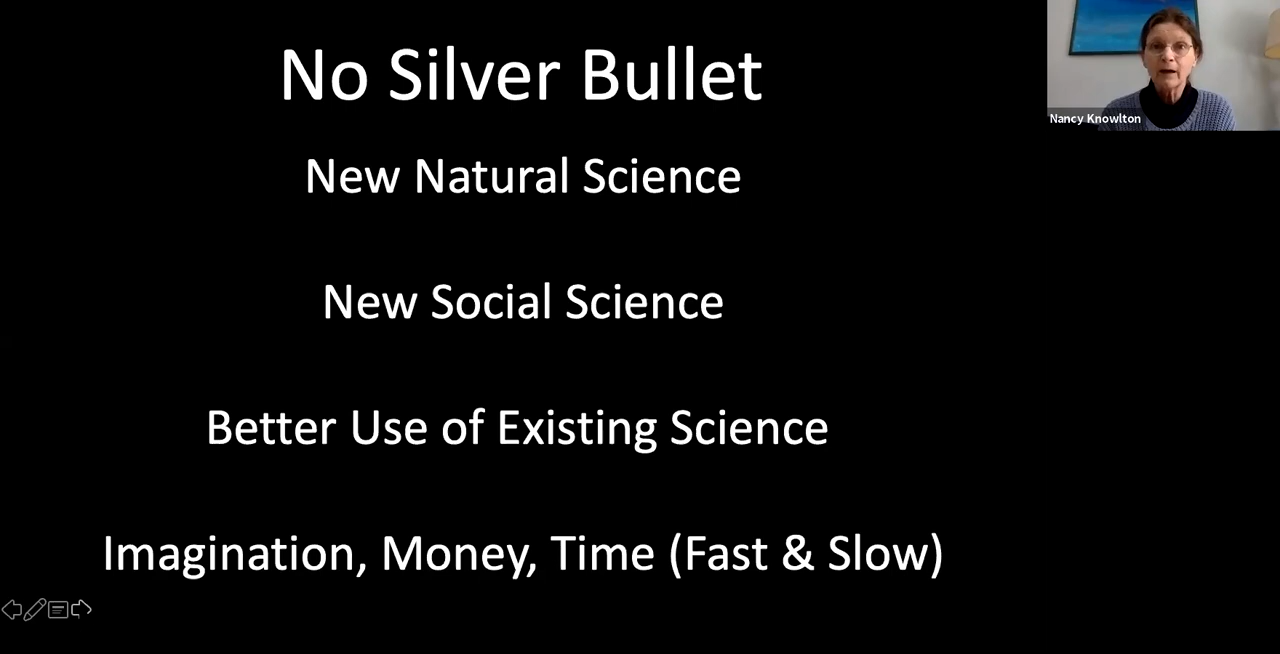 No Silver Bullet
New Natural Science
New Social Science
Better Use of Existing Science
Imagination, Money, Time (Fast & Slow)
Nancy Knowlton